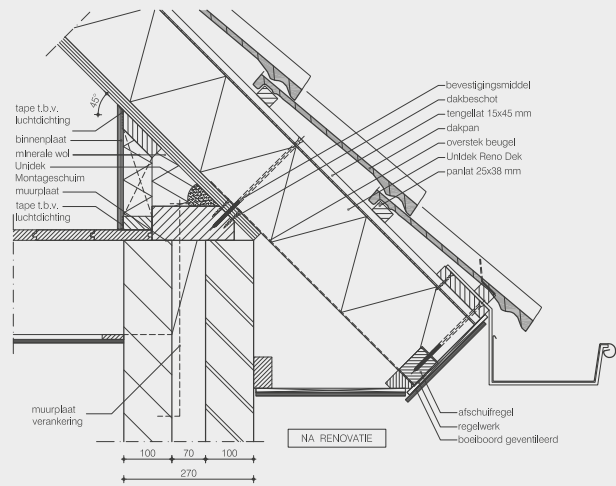 bevestigingsmiddel
dakbeschot
tengellat 15x45 mm
dakpan
overstek beugel
Unidek Reno Dek
panlat 25x38 mm
45°
tape t.b.v.
luchtdichting
binnenplaat
minerale wol
Unidek
Montageschuim
muurplaat
tape t.b.v.
luchtdichting
muurplaat
verankering
afschuifregel
regelwerk
boeiboord geventileerd
NA RENOVATIE
100 70 100
270